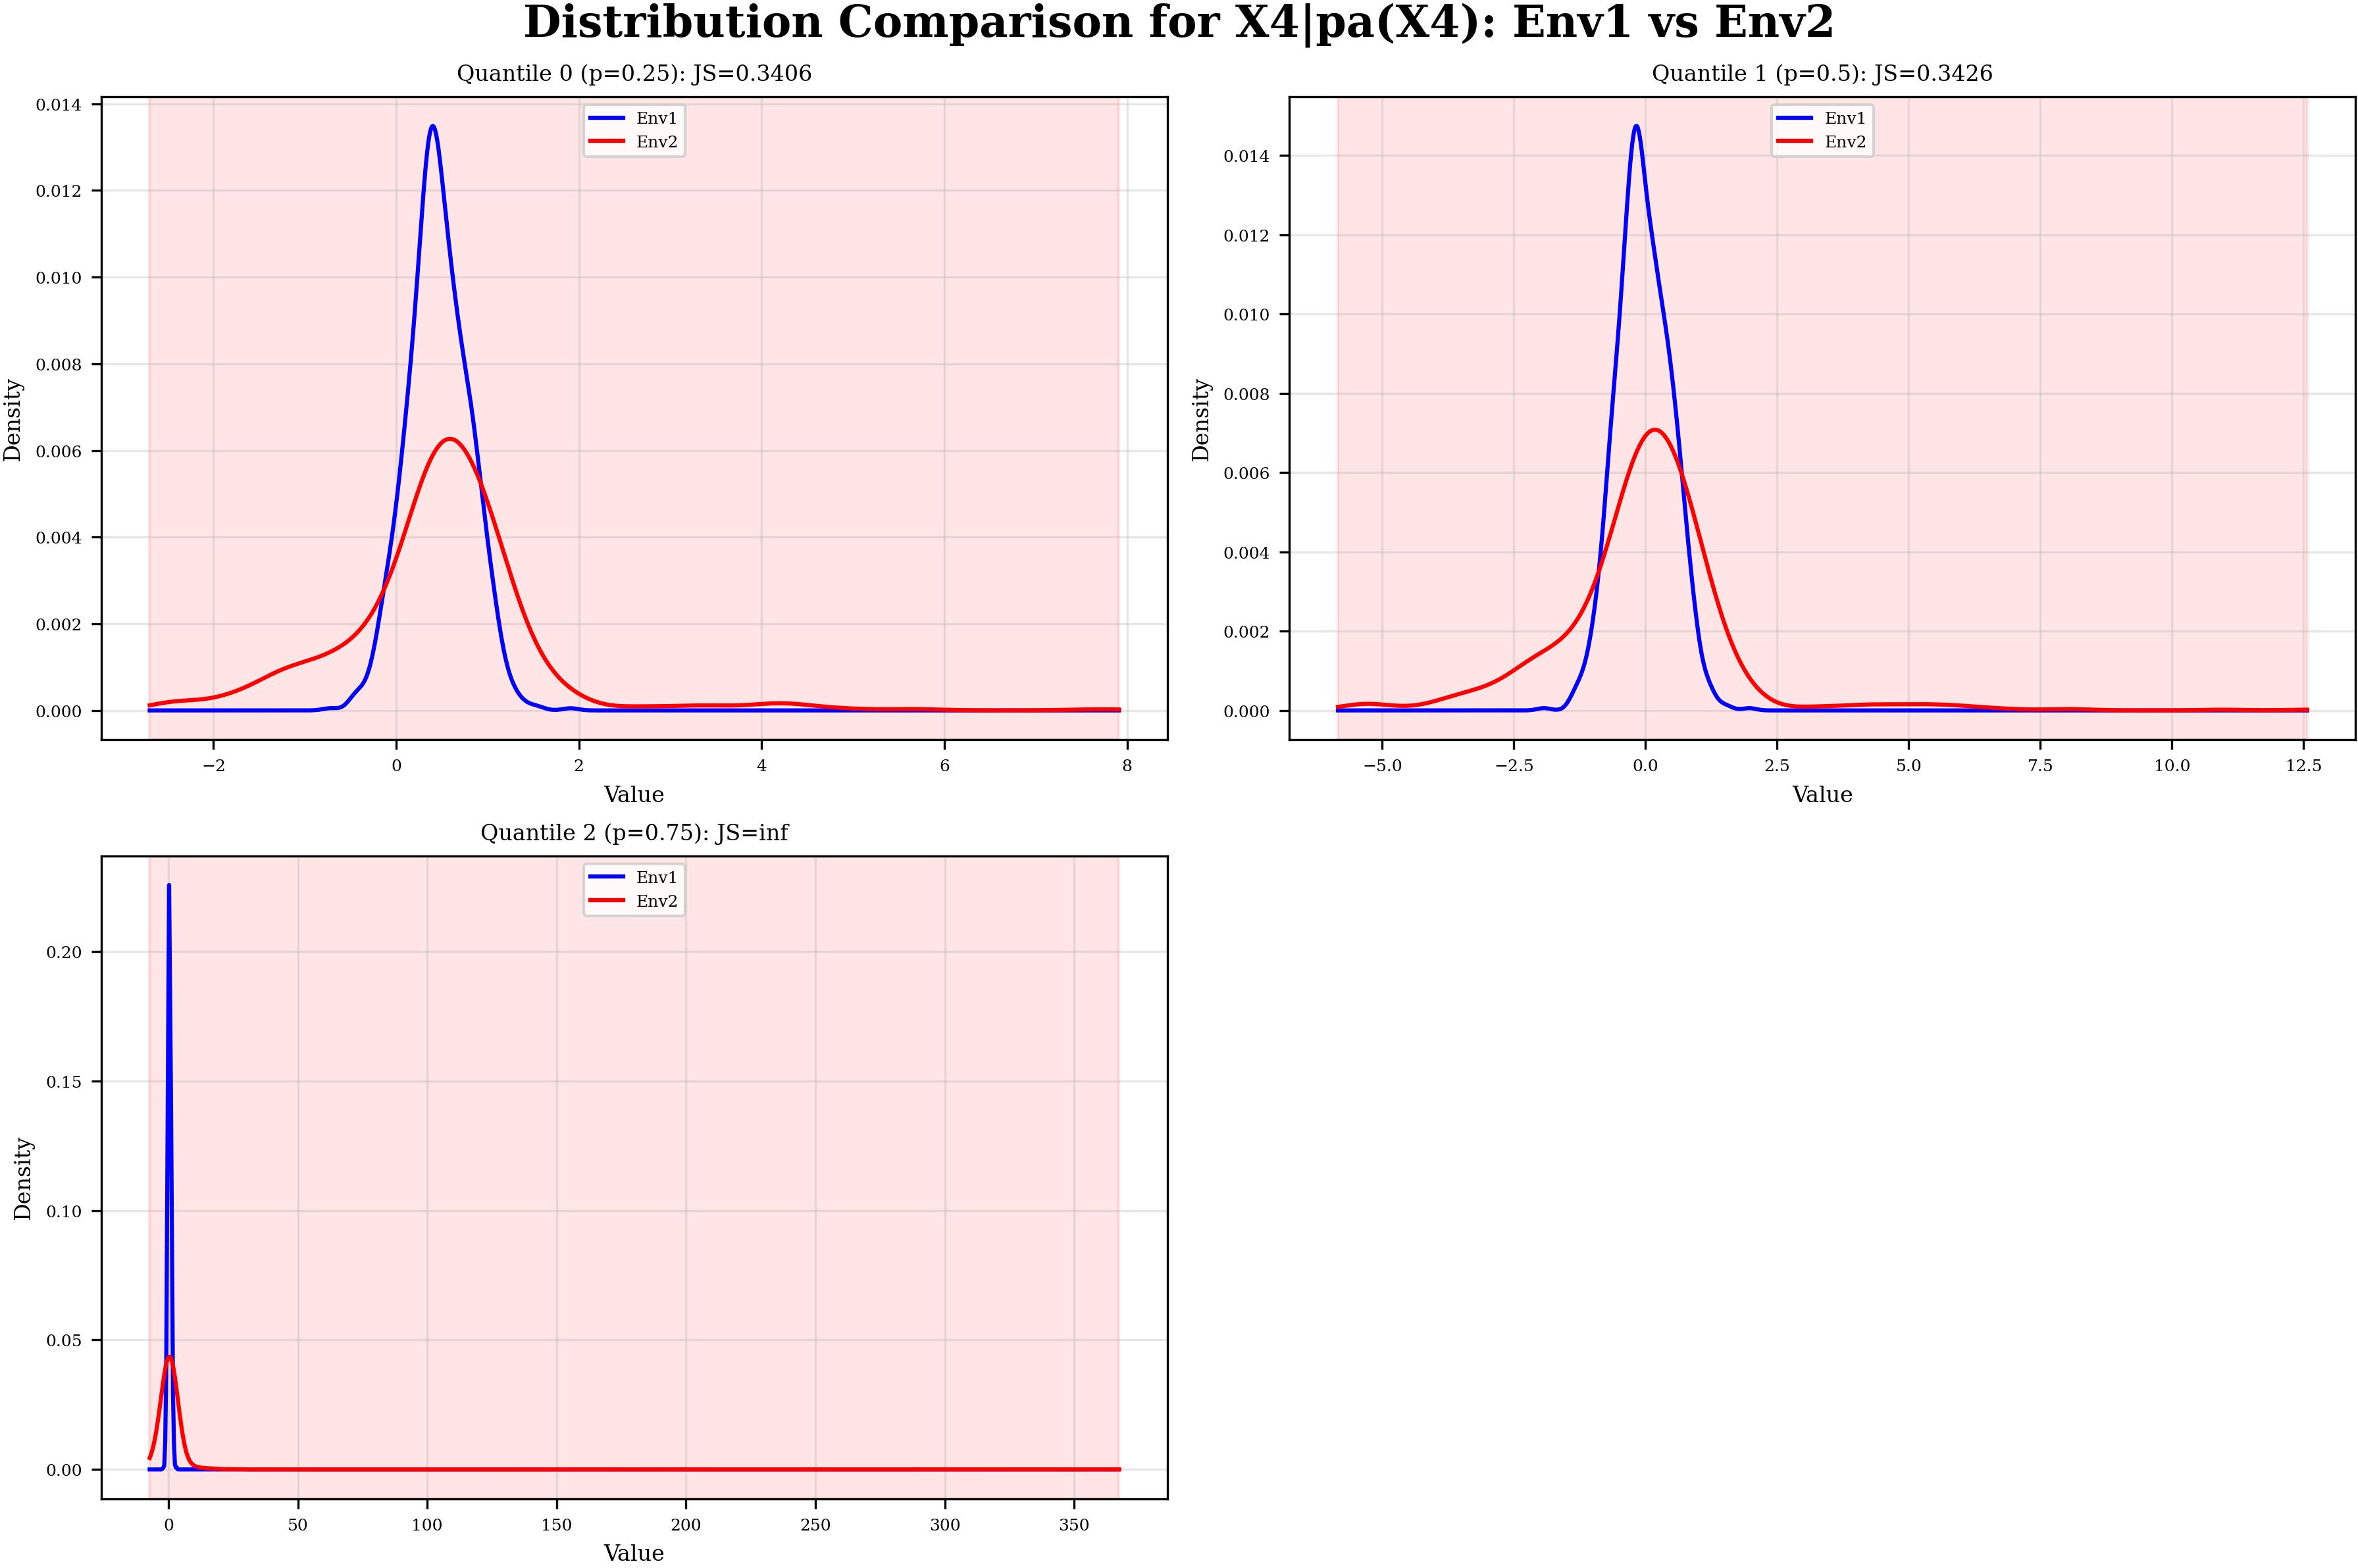 Distribution Comparison for X4|pa(X4): Env1 vs Env2
Quantile 0 (p=0.25): JS=0.3406
Env1
Env2
0.014
0.012
0.010
0.008
0.006
0.004
0.002
0.000
Density
−2
0
2
4
6
8
Value
Quantile 1 (p=0.5): JS=0.3426
Env1
Env2
0.014
0.012
0.010
0.008
0.006
0.004
0.002
0.000
Density
−5.0
−2.5
0.0
2.5
5.0
7.5
10.0
12.5
Value
Quantile 2 (p=0.75): JS=inf
Env1
Env2
0.20
0.15
0.10
0.05
0.00
Density
0
50
100
150
200
250
300
350
Value